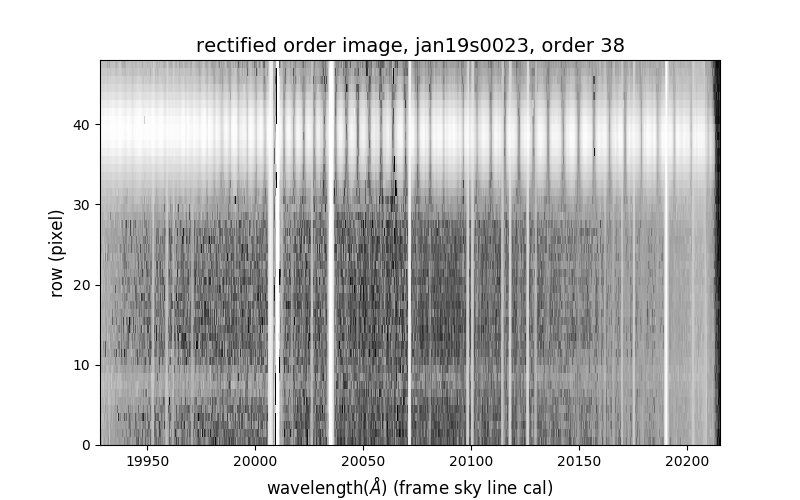 rectified order image, jan19s0023, order 38
40
30
20
10
0
row (pixel)
19950 20000 20050 20100 20150 20200
wavelength(Å) (frame sky line cal)